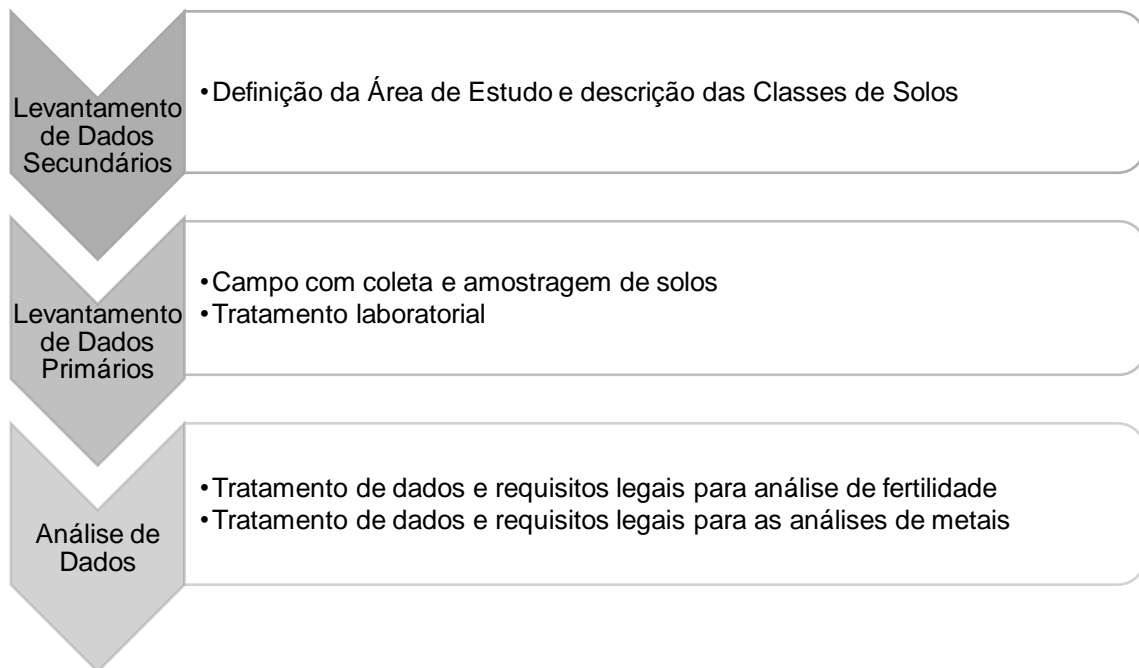 Levantamento
de Dados
Secundários
•Definição da Área de Estudo e descrição das Classes de Solos
Levantamento
de Dados
Primários
•Campo com coleta e amostragem de solos
•Tratamento laboratorial
Análise de
Dados
•Tratamento de dados e requisitos legais para análise de fertilidade
•Tratamento de dados e requisitos legais para as análises de metais